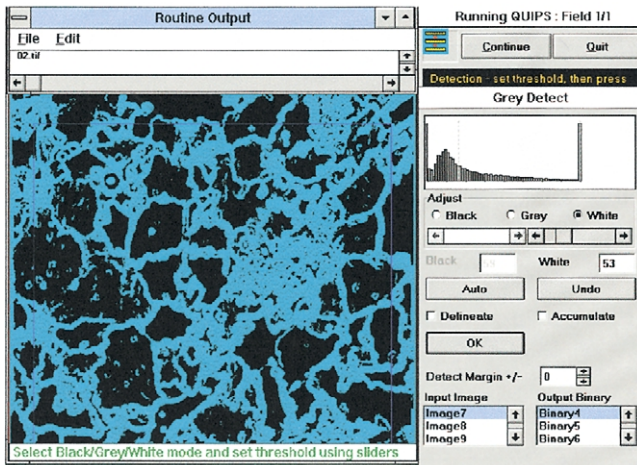 Routine Output
File Edit
02.tif
Select Black/Grey/White mode and set threshold using sliders
Running QUIPS : Field 1/1
Continue Quit
Detection - set threshold, then press
Grey Detect
Adjust
Black Grey White
Black White 53
Auto Undo
Delineate Accumulate
OK
Detect Margin +/- 0
Input Image Output Binary
Image7 Binary4
Image8 Binary5
Image9 Binary6